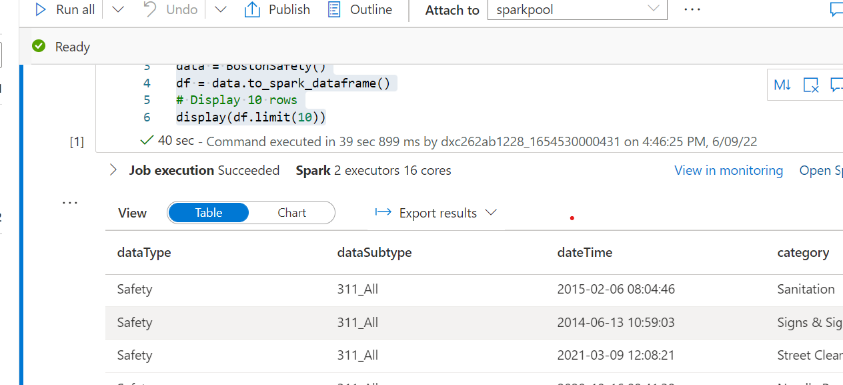 Run all Undo Publish Outline Attach to sparkpool ...
Ready
3 data = BostonSafety()
4 df = data.to_spark_dataframe()
5 # Display 10 rows
6 display(df.limit(10))
M↓
[1] 40 sec - Command executed in 39 sec 899 ms by dxc262ab1228_1654530000431 on 4:46:25 PM, 6/09/22
Job execution Succeeded Spark 2 executors 16 cores View in monitoring Open Sp
...
View Table Chart Export results
dataType dataSubtype dateTime category
Safety 311_All 2015-02-06 08:04:46 Sanitation
Safety 311_All 2014-06-13 10:59:03 Signs & Sig
Safety 311_All 2021-03-09 12:08:21 Street Clea